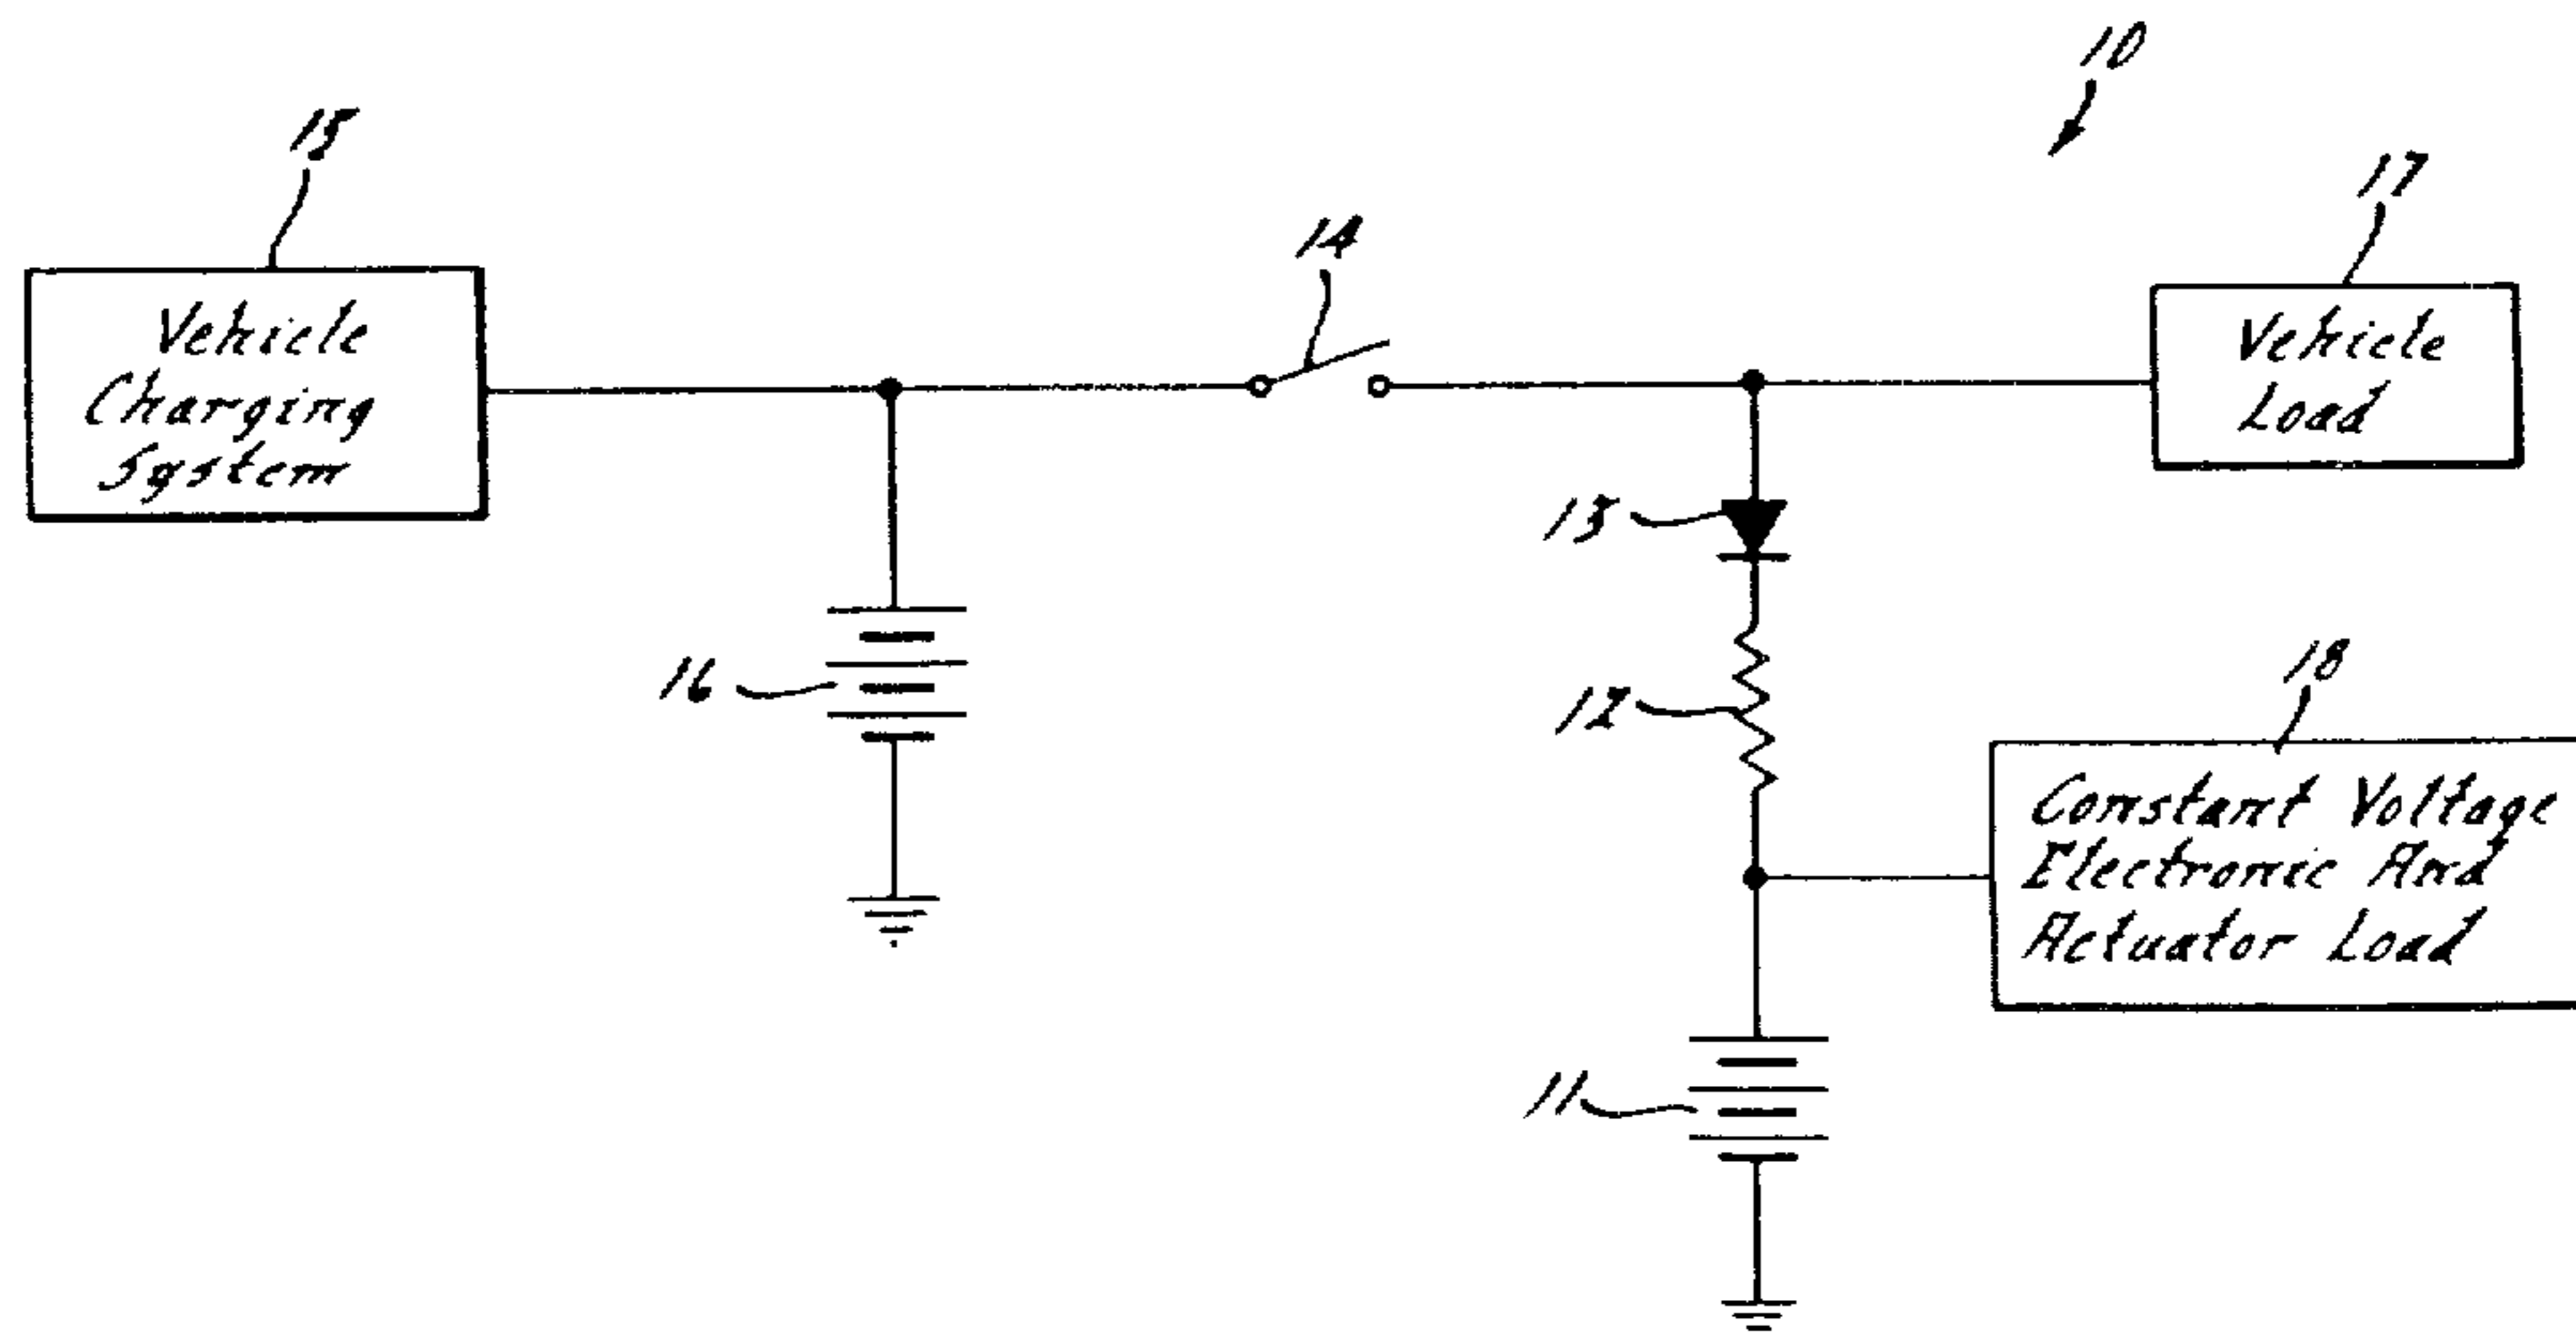 10
15
14
17
Vehicle
Charging
System
Vehicle
Load
13
16
12
18
Constant Voltage
Electronic And
Actuator Load
11